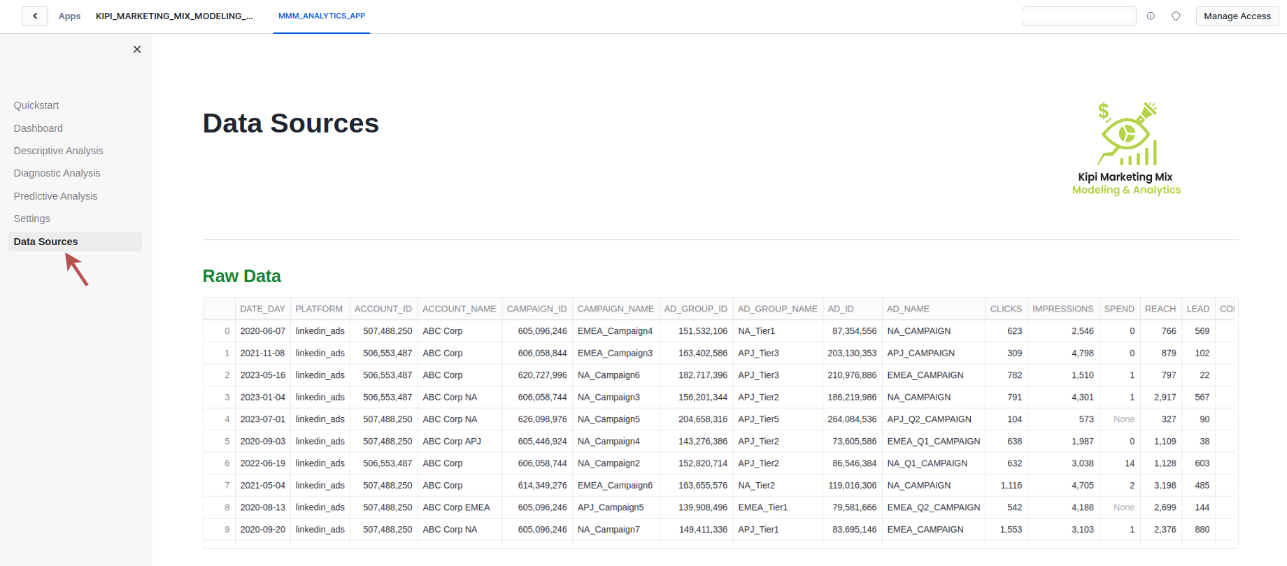 Apps KIPI_MARKETING_MIX_MODELING_... MMM_ANALYTICS_APP Manage Access
Quickstart
Dashboard
Descriptive Analysis
Diagnostic Analysis
Predictive Analysis
Settings
Data Sources
Data Sources
$
Kipi Marketing Mix
Modeling & Analytics
Raw Data
DATE_DAY PLATFORM ACCOUNT_ID ACCOUNT_NAME CAMPAIGN_ID CAMPAIGN_NAME AD_GROUP_ID AD_GROUP_NAME AD_ID AD_NAME CLICKS IMPRESSIONS SPEND REACH LEAD COI
0 2020-06-07 linkedin_ads 507,488,250 ABC Corp 605,096,246 EMEA_Campaign4 151,532,106 NA_Tier1 87,354,556 NA_CAMPAIGN 623 2,546 0 766 569
1 2021-11-08 linkedin_ads 506,553,487 ABC Corp 606,058,844 EMEA_Campaign3 163,402,586 APJ_Tier3 203,130,353 APJ_CAMPAIGN 309 4,798 0 879 102
2 2023-05-16 linkedin_ads 506,553,487 ABC Corp 620,727,996 NA_Campaign6 182,717,396 APJ_Tier3 210,976,886 EMEA_CAMPAIGN 782 1,510 1 797 22
3 2023-01-04 linkedin_ads 506,553,487 ABC Corp NA 606,058,744 NA_Campaign3 156,201,344 APJ_Tier2 186,219,986 NA_CAMPAIGN 791 4,301 1 2,917 567
4 2023-07-01 linkedin_ads 507,488,250 ABC Corp NA 626,098,976 NA_Campaign5 204,658,316 APJ_Tier5 264,084,536 APJ_Q2_CAMPAIGN 104 573 None 327 90
5 2020-09-03 linkedin_ads 507,488,250 ABC Corp APJ 605,446,924 NA_Campaign4 143,276,386 APJ_Tier2 73,605,586 EMEA_Q1_CAMPAIGN 638 1,987 0 1,109 38
6 2022-06-19 linkedin_ads 506,553,487 ABC Corp 606,058,744 NA_Campaign2 152,820,714 APJ_Tier2 86,546,384 NA_Q1_CAMPAIGN 632 3,038 14 1,128 603
7 2021-05-04 linkedin_ads 507,488,250 ABC Corp 614,349,276 EMEA_Campaign6 163,655,576 NA_Tier2 119,016,306 NA_CAMPAIGN 1,116 4,705 2 3,198 485
8 2020-08-13 linkedin_ads 507,488,250 ABC Corp EMEA 605,096,246 APJ_Campaign5 139,908,496 EMEA_Tier1 79,581,666 EMEA_Q2_CAMPAIGN 542 4,188 None 2,699 144
9 2020-09-20 linkedin_ads 507,488,250 ABC Corp NA 605,096,246 NA_Campaign7 149,411,336 APJ_Tier1 83,695,146 EMEA_CAMPAIGN 1,553 3,103 1 2,376 880